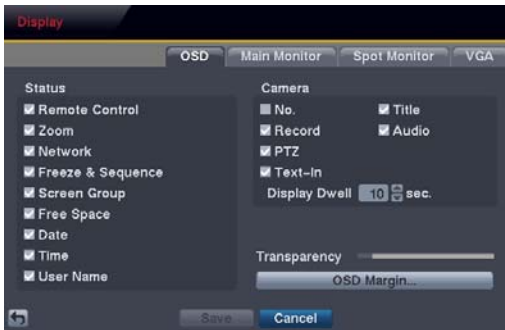 Display
OSD Main Monitor Spot Monitor VGA
Status
Remote Control
Zoom
Network
Freeze & Sequence
Screen Group
Free Space
Date
Time
User Name
Camera
No. Title
Record Audio
PTZ
Text-In
Display Dwell 10 sec.
Transparency
OSD Margin...
Save Cancel